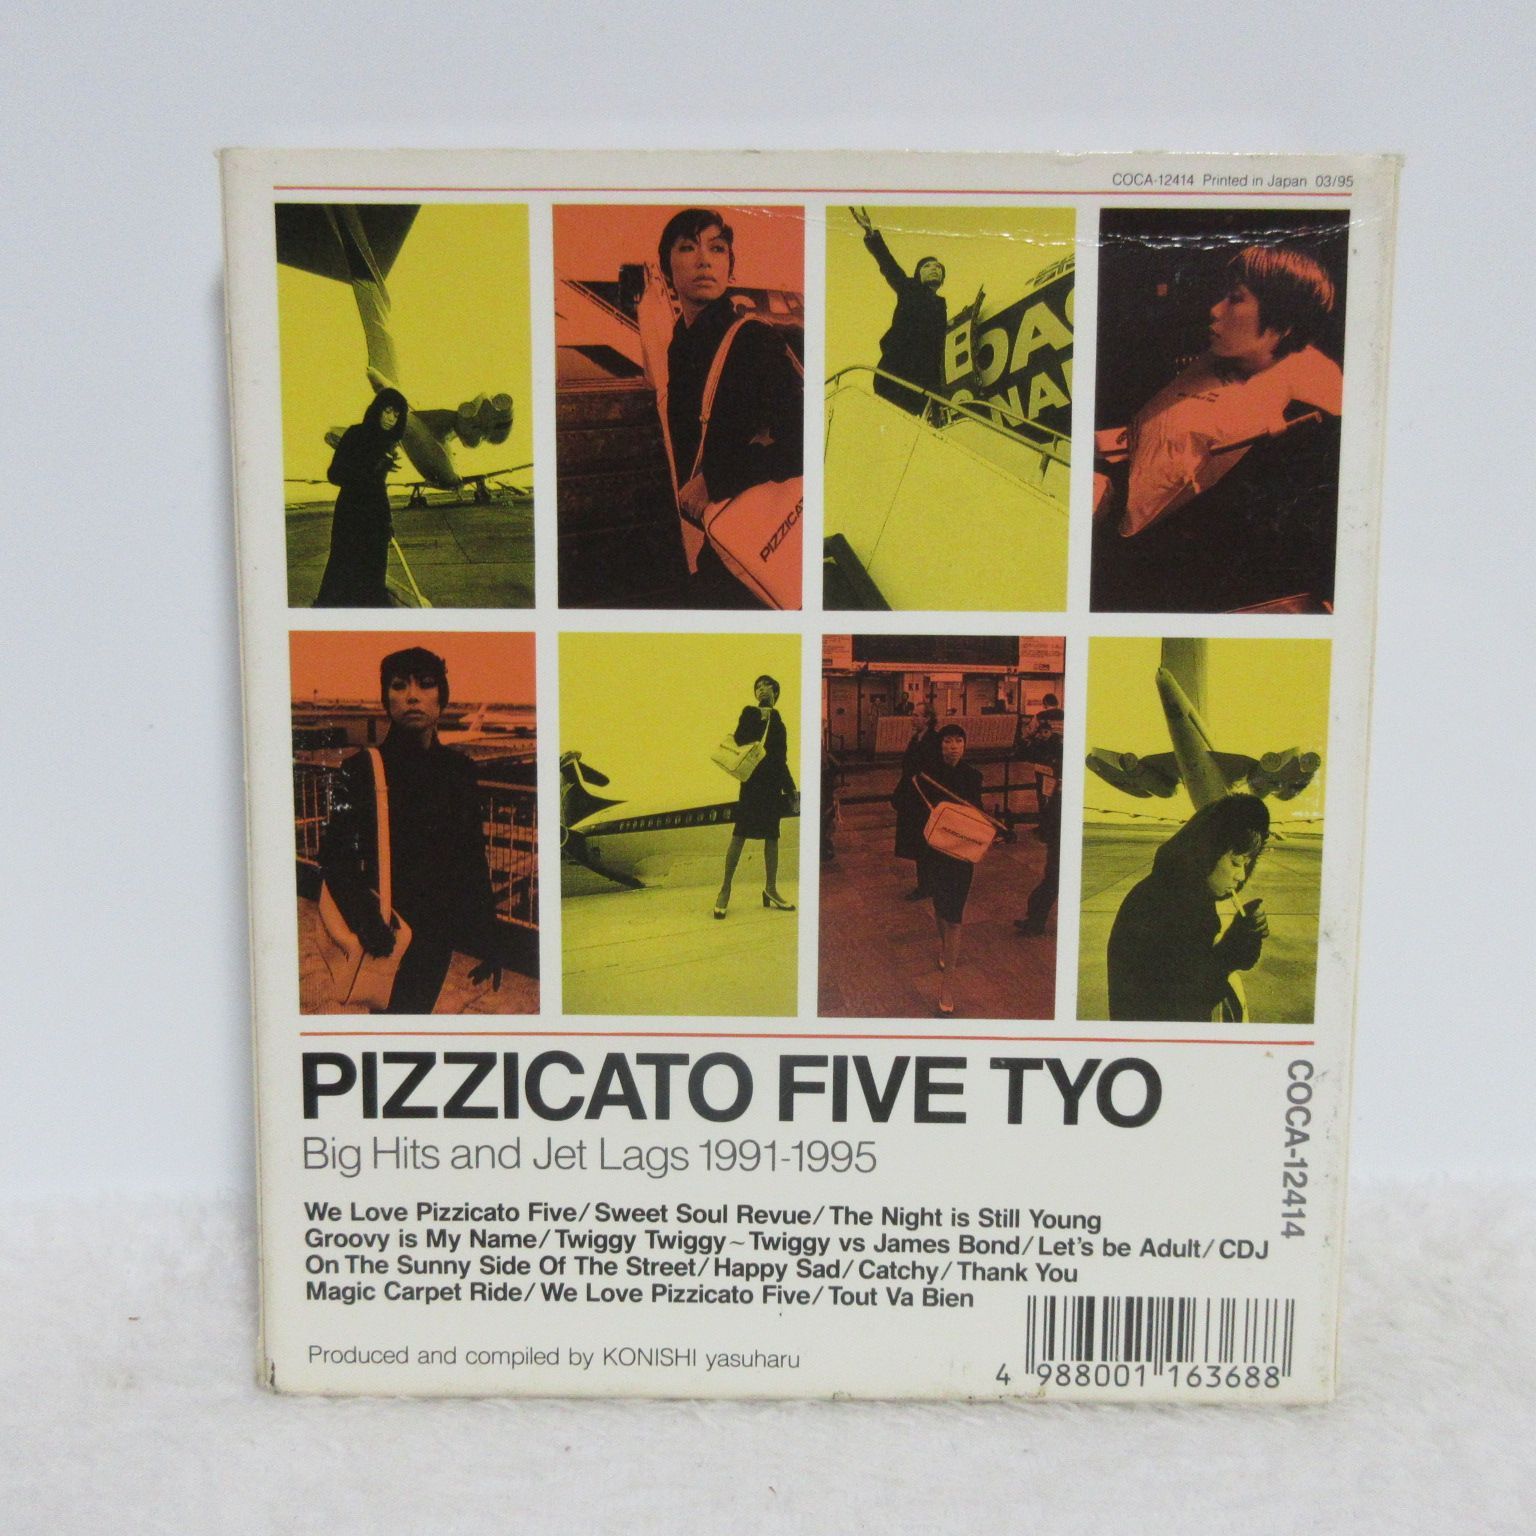 COCA-12414 Printed in Japan 03/95
PIZZICA
BOAC
PIZZICATO FIVE TYO
Big Hits and Jet Lags 1991-1995
COCA-12414
We Love Pizzicato Five/Sweet Soul Revue/The Night is Still Young
Groovy is My Name/Twiggy Twiggy~Twiggy vs James Bond/Let's be Adult/CDJ
On The Sunny Side Of The Street/Happy Sad/Catchy/Thank You
Magic Carpet Ride/We Love Pizzicato Five/Tout Va Bien
Produced and compiled by KONISHI yasuharu
4 988001 163688